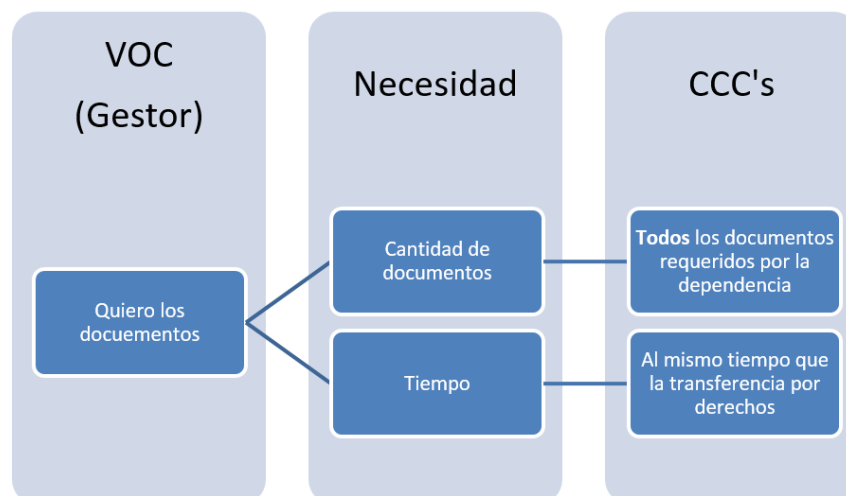 VOC
(Gestor)
Necesidad
CCC's
Quiero los
docuementos
Cantidad de
documentos
Todos los documentos
requeridos por la
dependencia
Tiempo
Al mismo tiempo que
la transferencia por
derechos